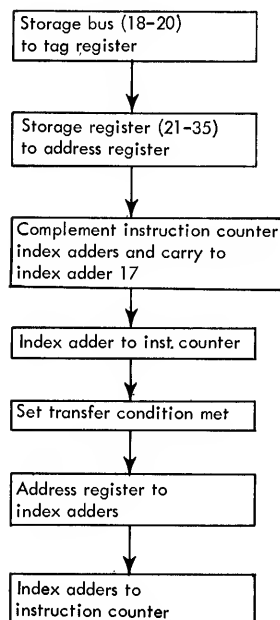 Storage bus (18-20)
to tag register
Storage register (21-35)
to address register
Complement instruction counter
index adders and carry to
index adder 17
Index adder to inst. counter
Set transfer condition met
Address register to
index adders
Index adders to
instruction counter